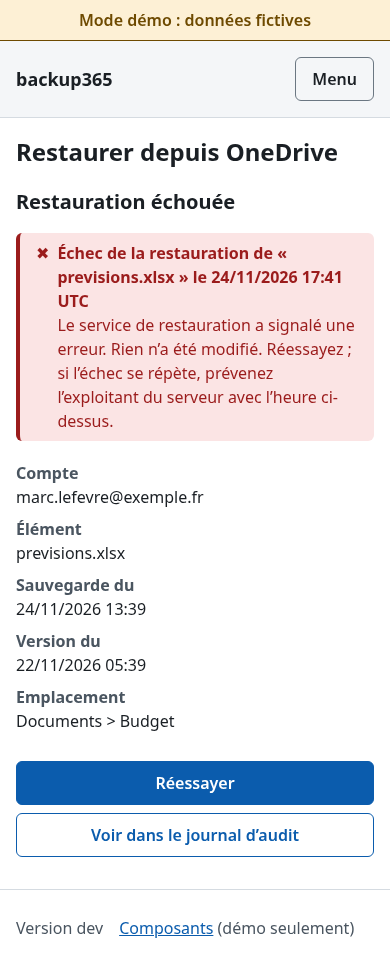 Mode démo : données fictives
backup365
Menu
Restaurer depuis OneDrive
Restauration échouée
✖ Échec de la restauration de «
previsions.xlsx » le 24/11/2026 17:41
UTC
Le service de restauration a signalé une
erreur. Rien n’a été modifié. Réessayez ;
si l’échec se répète, prévenez
l’exploitant du serveur avec l’heure ci-
dessus.
Compte
marc.lefevre@exemple.fr
Élément
previsions.xlsx
Sauvegarde du
24/11/2026 13:39
Version du
22/11/2026 05:39
Emplacement
Documents > Budget
Réessayer
Voir dans le journal d’audit
Version dev Composants (démo seulement)